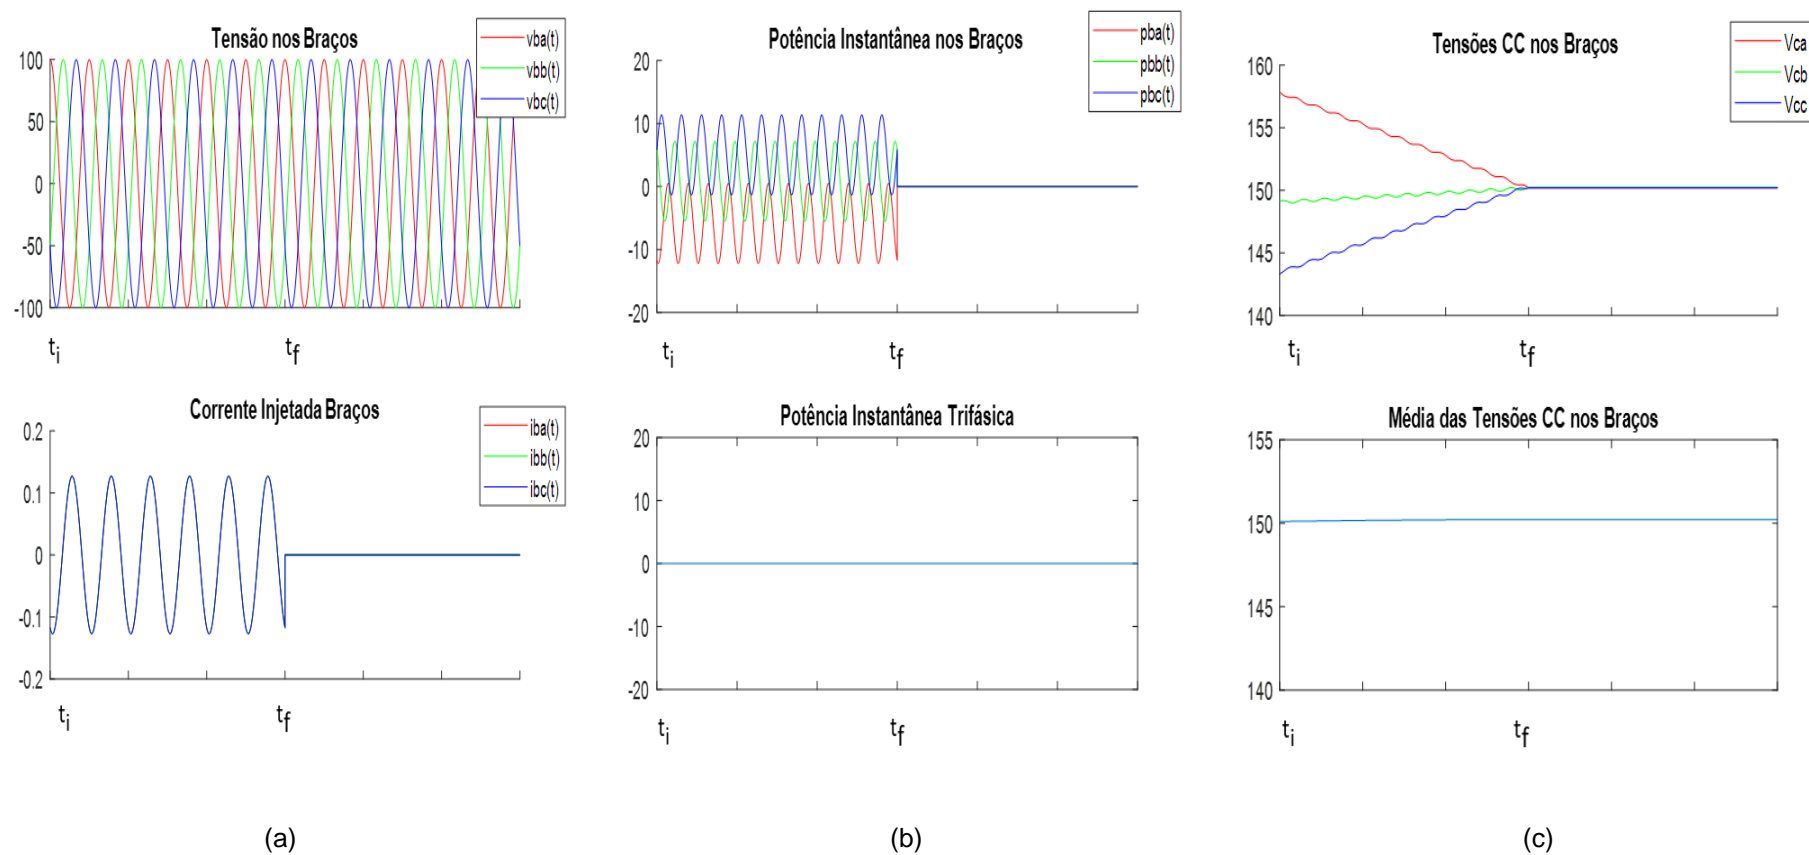 Tensão nos Braços
vba(t)
vbb(t)
vbc(t)
100
50
0
-50
-100
ti
tf
Corrente Injetada Braços
iba(t)
ibb(t)
ibc(t)
0.2
0.1
0
-0.1
-0.2
ti
tf
(a)
Potência Instantânea nos Braços
pba(t)
pbb(t)
pbc(t)
20
10
0
-10
-20
ti
tf
Potência Instantânea Trifásica
20
10
0
-10
-20
ti
tf
(b)
Tensões CC nos Braços
Vca
Vcb
Vcc
160
155
150
145
140
ti
tf
Média das Tensões CC nos Braços
155
150
145
140
ti
tf
(c)